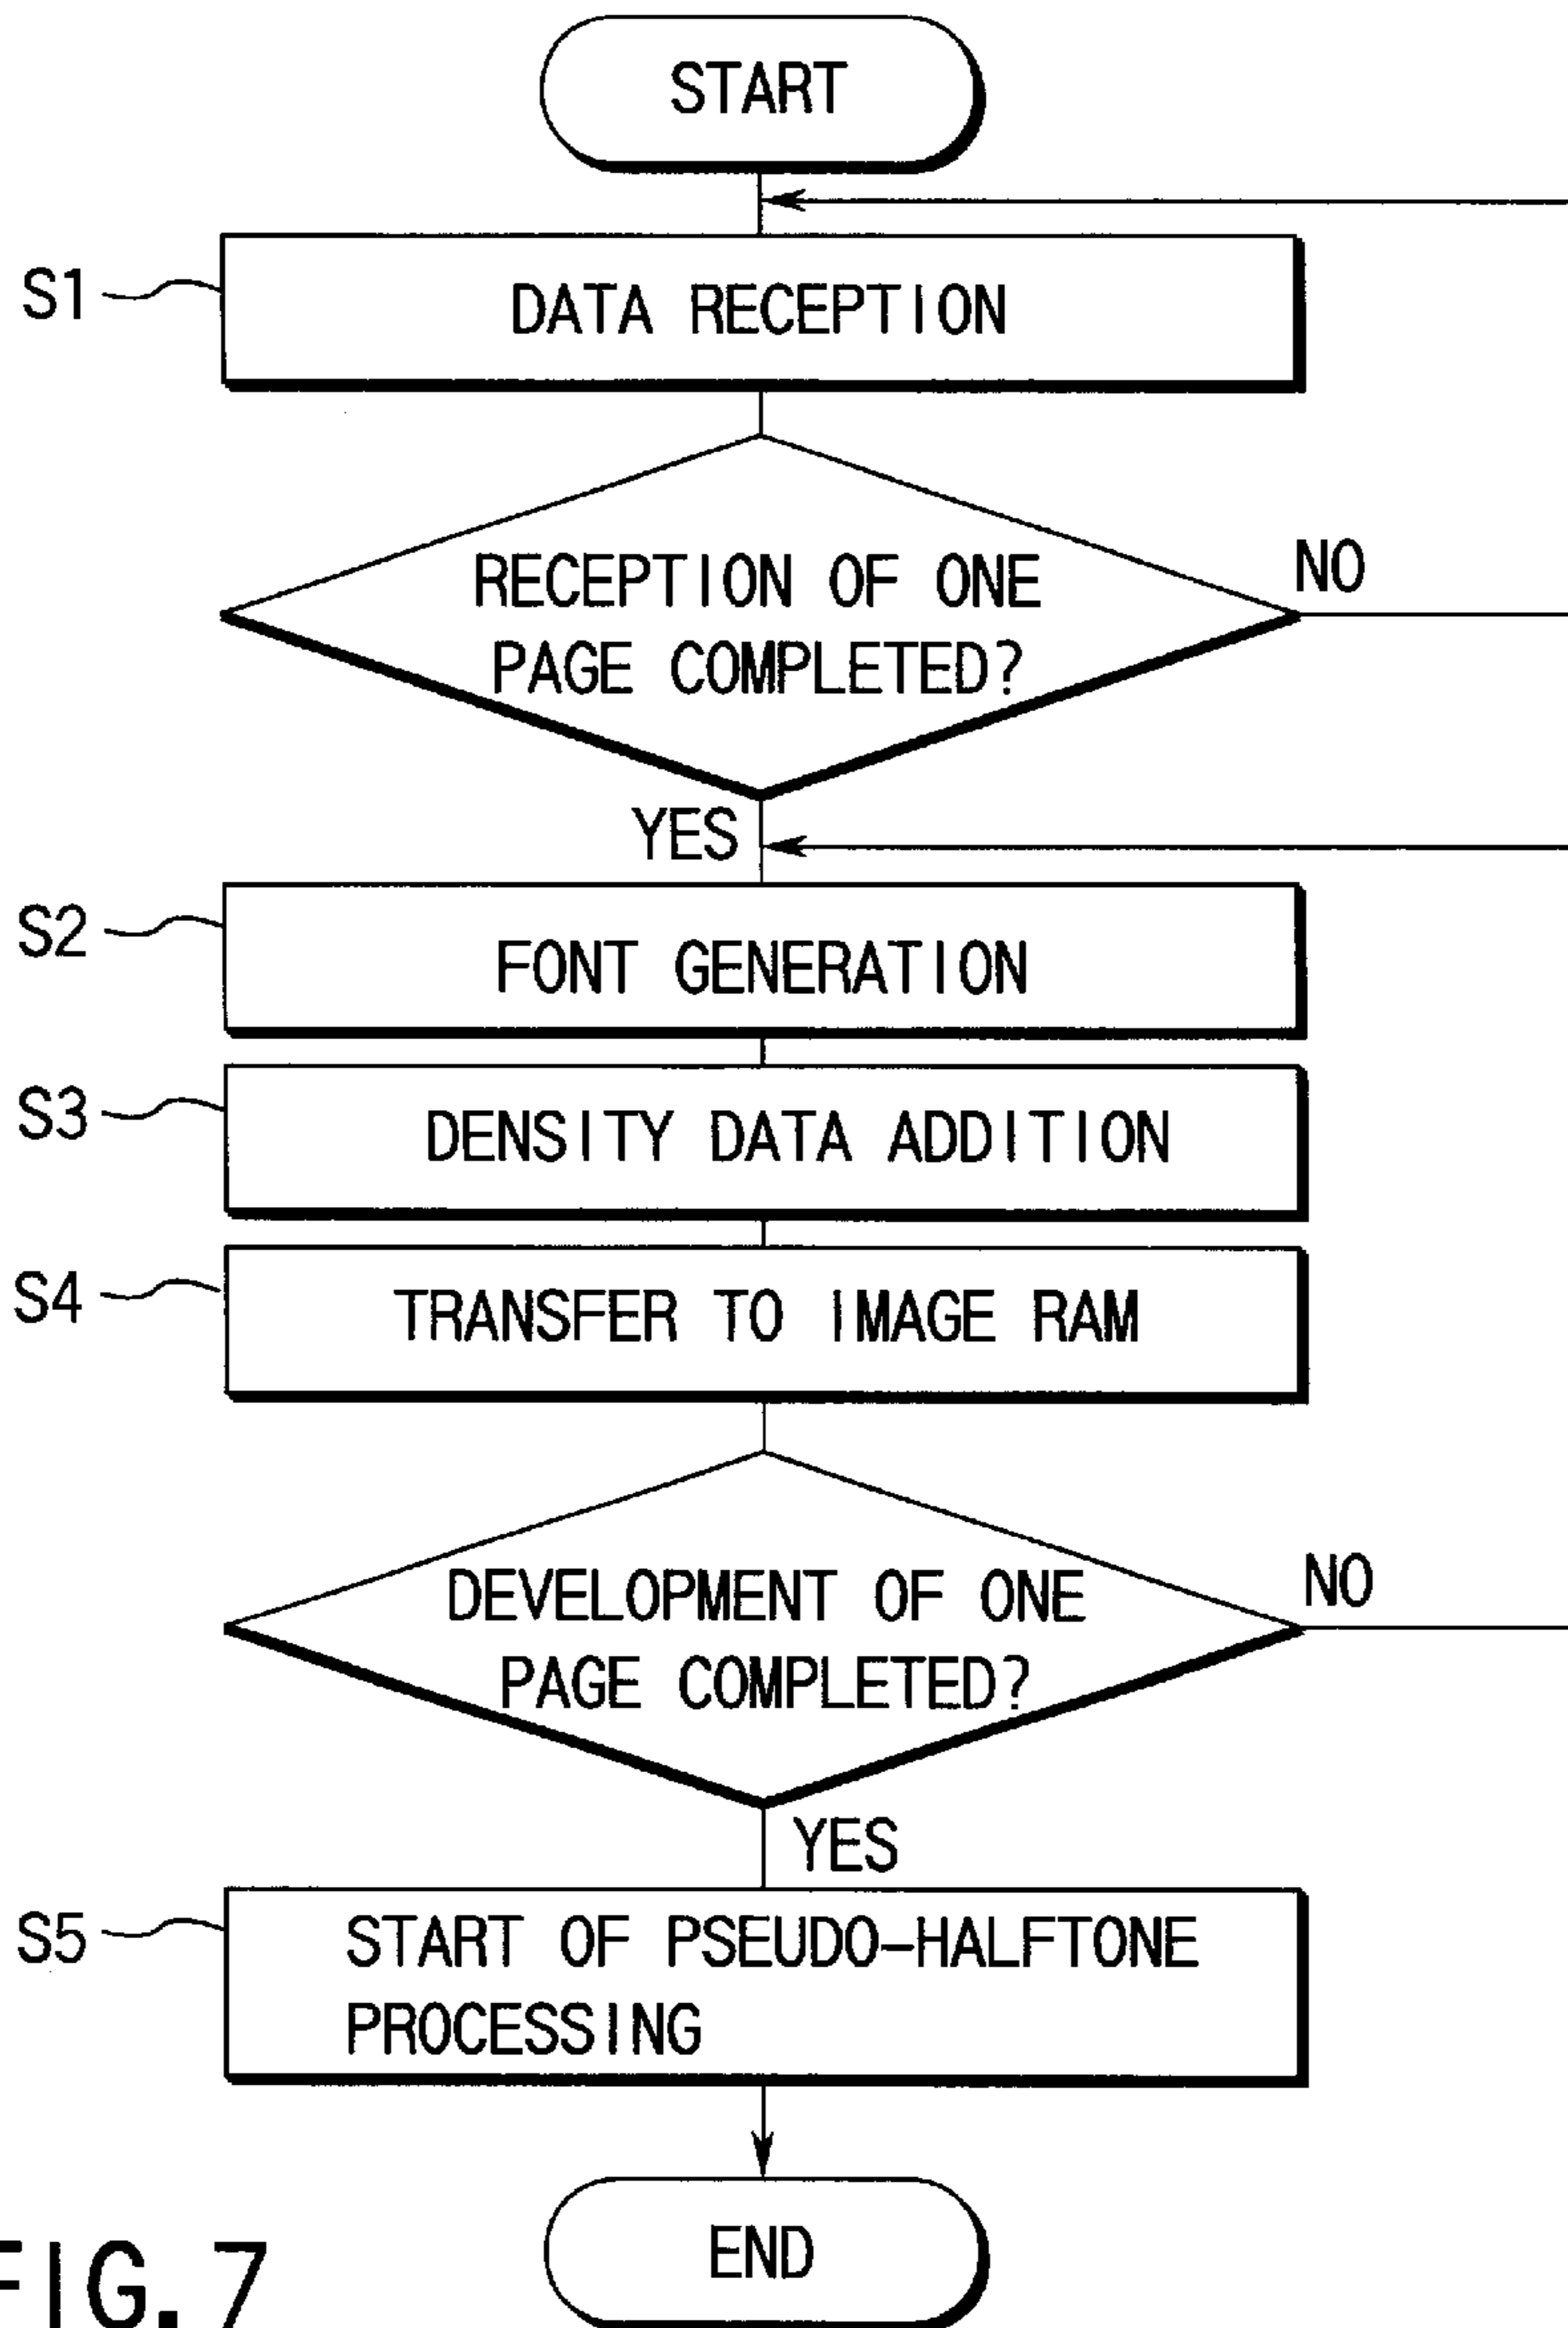 START
S1
DATA RECEPTION
RECEPTION OF ONE
PAGE COMPLETED?
NO
YES
S2
FONT GENERATION
S3
DENSITY DATA ADDITION
S4
TRANSFER TO IMAGE RAM
DEVELOPMENT OF ONE
PAGE COMPLETED?
NO
YES
S5
START OF PSEUDO-HALFTONE
PROCESSING
END
FIG. 7